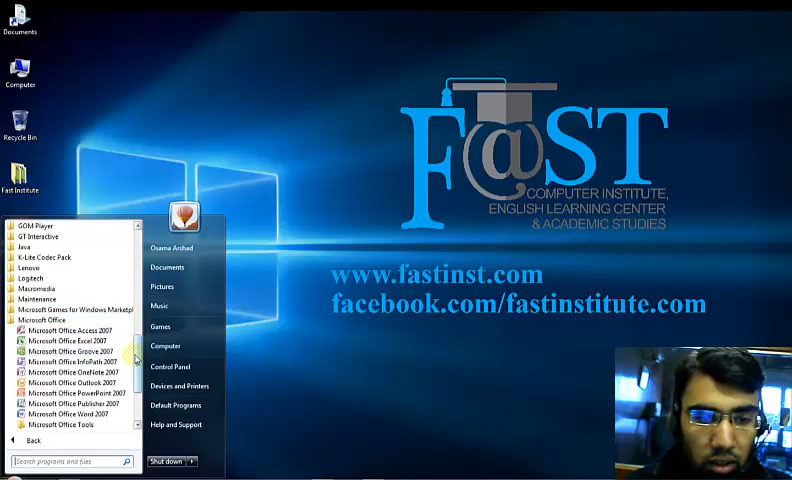 Documents
Computer
Recycle Bin
Fast Institute
F@ST
COMPUTER INSTITUTE,
ENGLISH LEARNING CENTER
& ACADEMIC STUDIES
www.fastinst.com
facebook.com/fastinstitute.com
GOM Player
GT Interactive
Java
K-Lite Codec Pack
Lenovo
Logitech
Macromedia
Maintenance
Microsoft Games for Windows Marketpl
Microsoft Office
Microsoft Office Access 2007
Microsoft Office Excel 2007
Microsoft Office Groove 2007
Microsoft Office InfoPath 2007
Microsoft Office OneNote 2007
Microsoft Office Outlook 2007
Microsoft Office PowerPoint 2007
Microsoft Office Publisher 2007
Microsoft Office Word 2007
Microsoft Office Tools
Back
Search programs and files
Osama Arshad
Documents
Pictures
Music
Games
Computer
Control Panel
Devices and Printers
Default Programs
Help and Support
Shut down